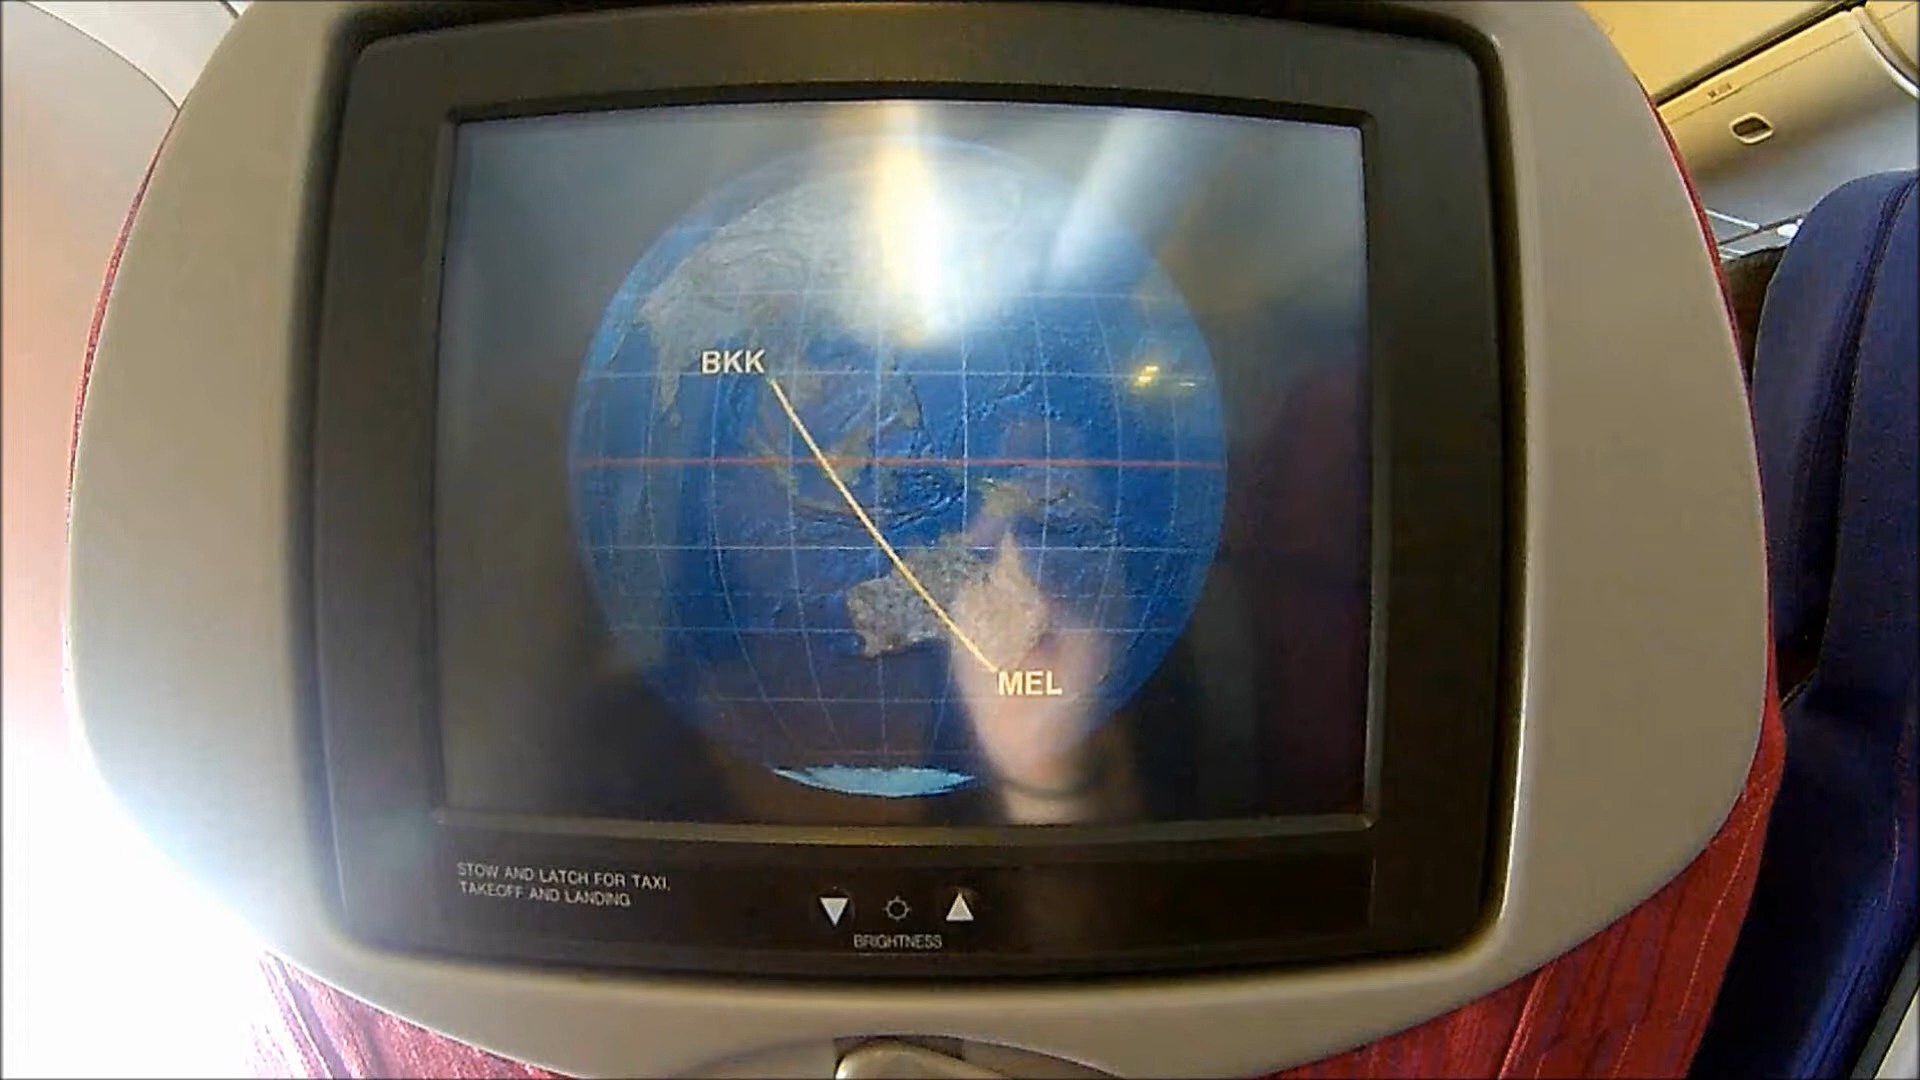 BKK
MEL
STOW AND LATCH FOR TAXI,
TAKEOFF AND LANDING
BRIGHTNESS